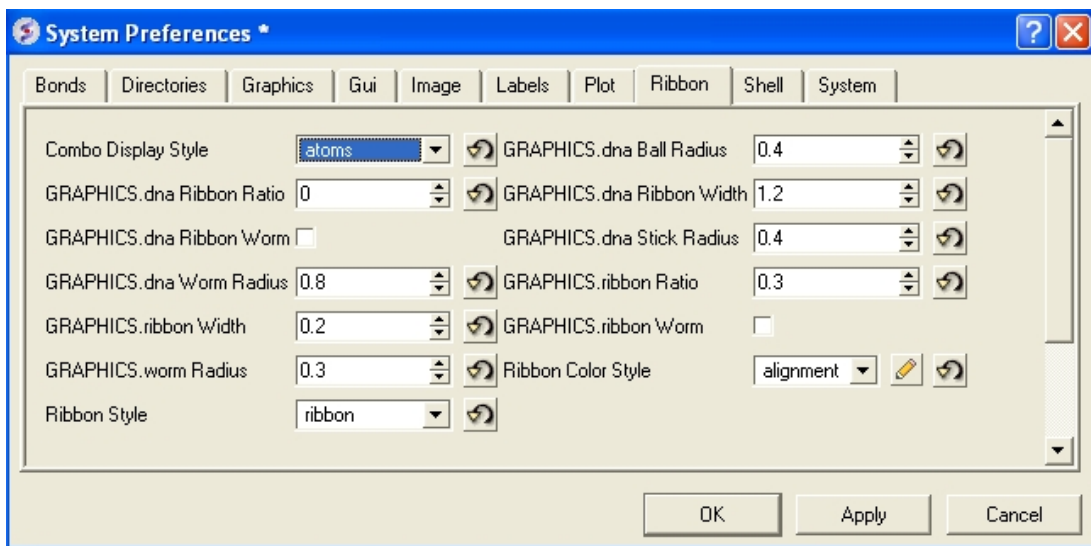 System Preferences *
Bonds Directories Graphics Gui Image Labels Plot Ribbon Shell System
Combo Display Style atoms GRAPHICS.dna Ball Radius 0.4
GRAPHICS.dna Ribbon Ratio 0 GRAPHICS.dna Ribbon Width 1.2
GRAPHICS.dna Ribbon Worm GRAPHICS.dna Stick Radius 0.4
GRAPHICS.dna Worm Radius 0.8 GRAPHICS.ribbon Ratio 0.3
GRAPHICS.ribbon Width 0.2 GRAPHICS.ribbon Worm
GRAPHICS.worm Radius 0.3 Ribbon Color Style alignment
Ribbon Style ribbon
OK Apply Cancel